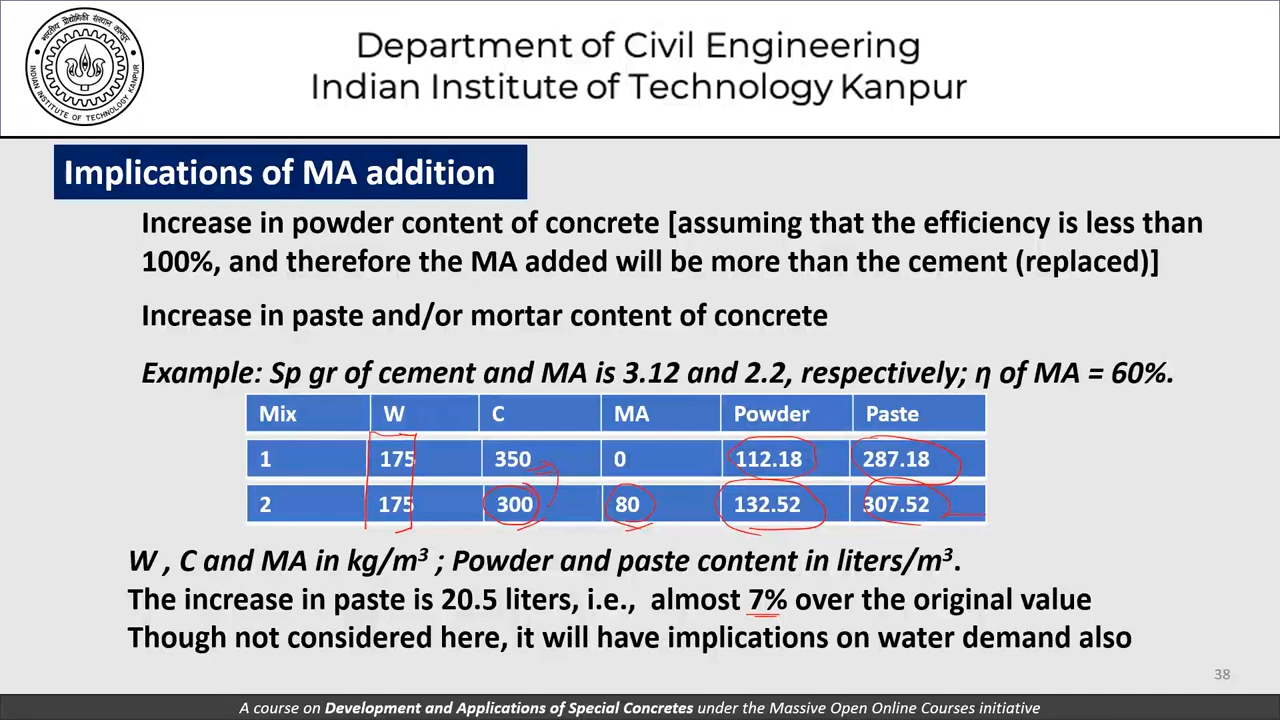 Department of Civil Engineering
Indian Institute of Technology Kanpur
INDIAN INSTITUTE OF TECHNOLOGY KANPUR
Implications of MA addition
Increase in powder content of concrete [assuming that the efficiency is less than
100%, and therefore the MA added will be more than the cement (replaced)]
Increase in paste and/or mortar content of concrete
Example: Sp gr of cement and MA is 3.12 and 2.2, respectively; η of MA = 60%.
Mix W C MA Powder Paste
1 175 350 0 112.18 287.18
2 175 300 80 132.52 307.52
W , C and MA in kg/m³ ; Powder and paste content in liters/m³.
The increase in paste is 20.5 liters, i.e., almost 7% over the original value
Though not considered here, it will have implications on water demand also
38
A course on Development and Applications of Special Concretes under the Massive Open Online Courses initiative